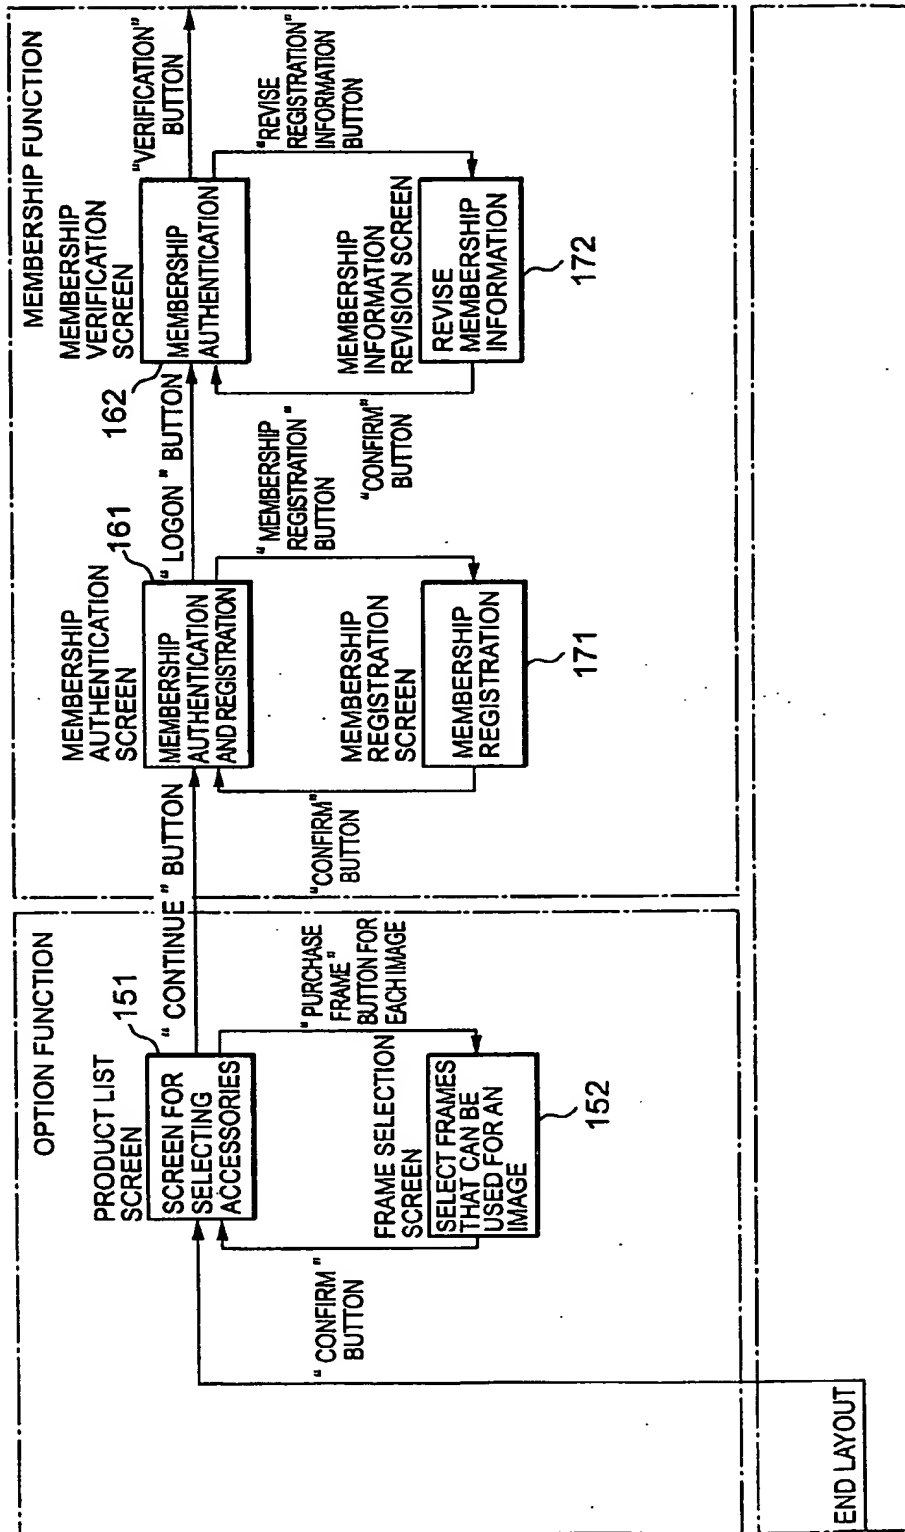 OPTION FUNCTION
PRODUCT LIST
SCREEN
151
SCREEN FOR
SELECTING
ACCESSORIES
“ CONTINUE ” BUTTON
“ PURCHASE
FRAME”
BUTTON FOR
EACH IMAGE
“ CONFIRM ”
BUTTON
FRAME SELECTION
SCREEN
SELECT FRAMES
THAT CAN BE
USED FOR AN
IMAGE
152
END LAYOUT
MEMBERSHIP FUNCTION
MEMBERSHIP
AUTHENTICATION
SCREEN
161
MEMBERSHIP
AUTHENTICATION
AND REGISTRATION
“ LOGON ” BUTTON
“ MEMBERSHIP
REGISTRATION ”
BUTTON
“CONFIRM”
BUTTON
MEMBERSHIP
REGISTRATION
SCREEN
MEMBERSHIP
REGISTRATION
171
MEMBERSHIP
VERIFICATION
SCREEN
162
MEMBERSHIP
AUTHENTICATION
“VERIFICATION”
BUTTON
“REVISE
REGISTRATION”
INFORMATION
BUTTON
“CONFIRM”
BUTTON
MEMBERSHIP
INFORMATION
REVISION SCREEN
REVISE
MEMBERSHIP
INFORMATION
172